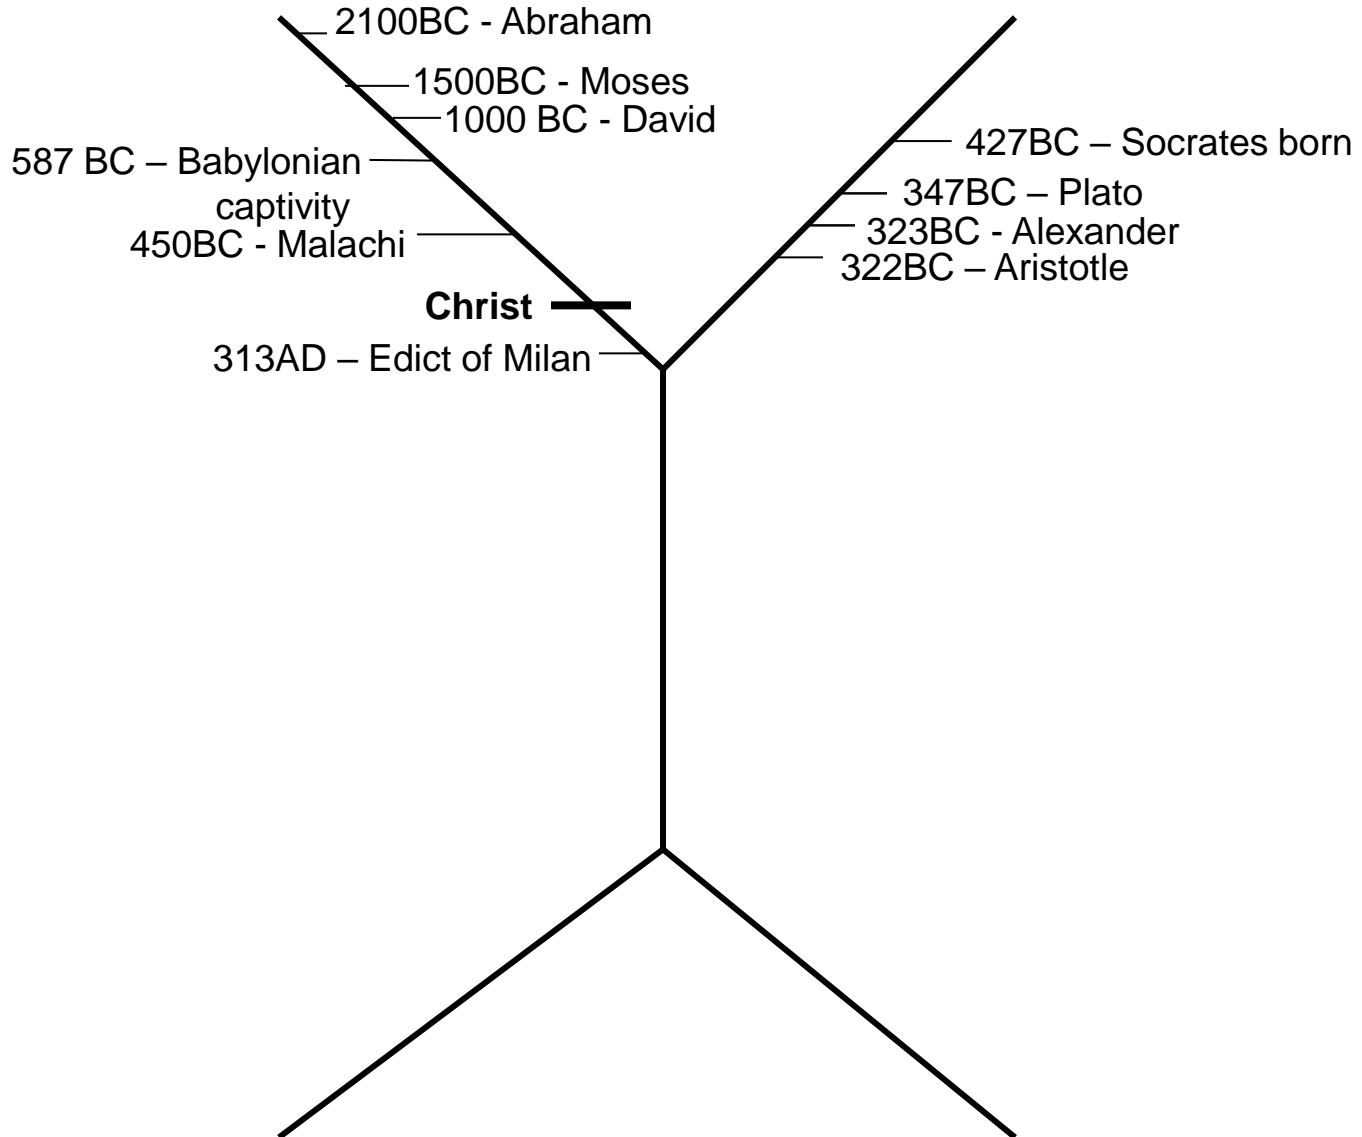 2100BC - Abraham
1500BC - Moses
1000 BC - David
587 BC – Babylonian
captivity
450BC - Malachi
Christ
313AD – Edict of Milan
427BC – Socrates born
347BC – Plato
323BC - Alexander
322BC – Aristotle